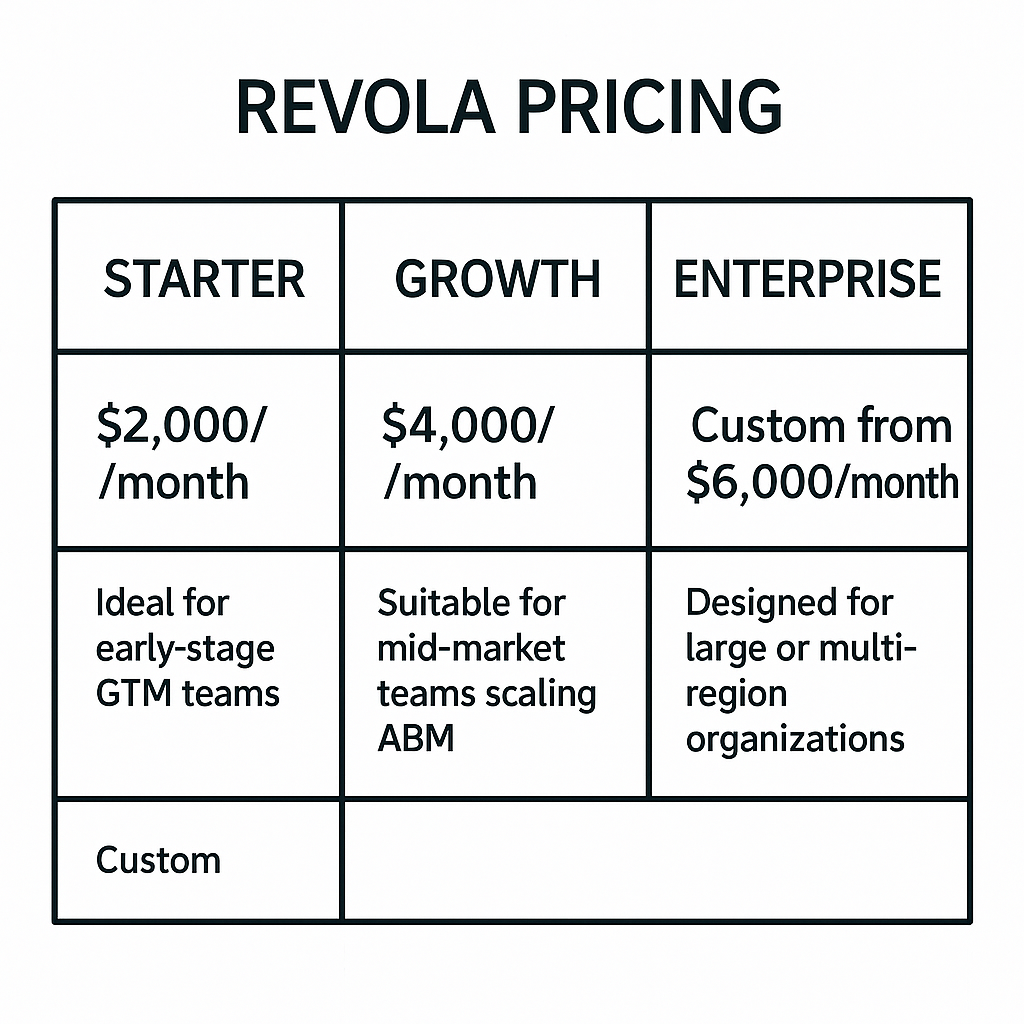 REVOLA PRICING
STARTER
GROWTH
ENTERPRISE
$2,000/
/month
$4,000/
/month
Custom from
$6,000/month
Ideal for
early-stage
GTM teams
Suitable for
mid-market
teams scaling
ABM
Designed for
large or multi-
region
organizations
Custom